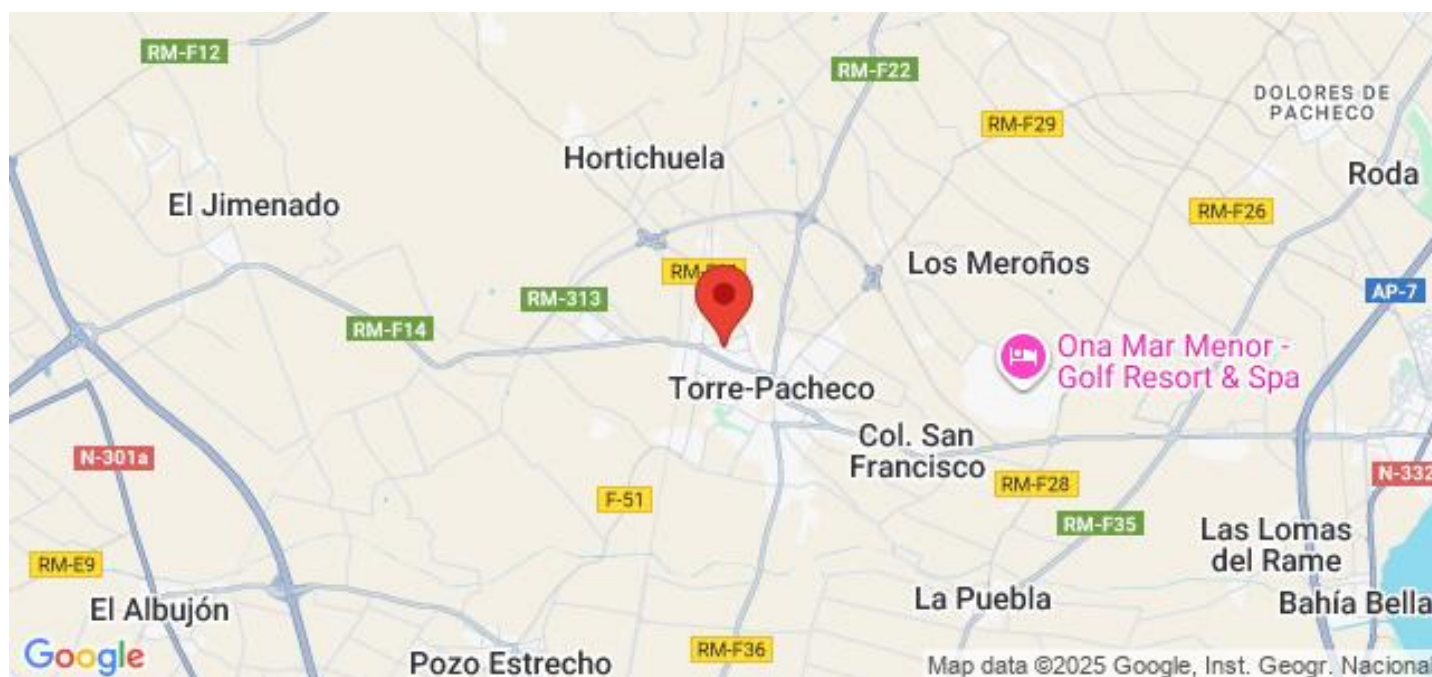 RM-F12
RM-F22
DOLORES DE
PACHECO
RM-F29
Hortichuela
Roda
El Jimenado
RM-F26
Los Meroños
AP-7
RM-313
RM-F14
Ona Mar Menor -
Golf Resort & Spa
Torre-Pacheco
Col. San
Francisco
N-301a
N-332
RM-F28
F-51
RM-F35
Las Lomas
del Rame
RM-E9
La Puebla
El Albujón
Bahía Bella
RM-F36
Google
Pozo Estrecho
Map data ©2025 Google, Inst. Geogr. Nacional